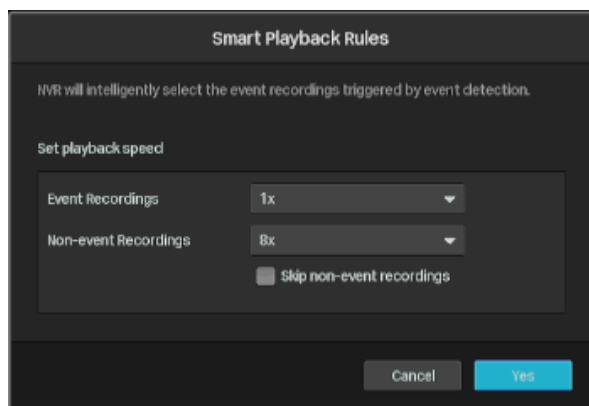 Smart Playback Rules
NVR will intelligently select the event recordings triggered by event detection.
Set playback speed
Event Recordings 1x
Non-event Recordings 8x
Skip non-event recordings
Cancel Yes